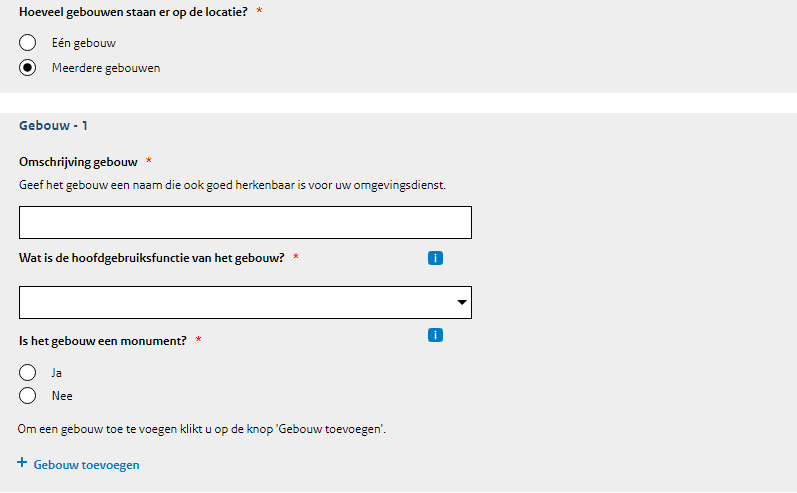 Hoeveel gebouwen staan er op de locatie? *
Eén gebouw
Meerdere gebouwen
Gebouw - 1
Omschrijving gebouw *
Geef het gebouw een naam die ook goed herkenbaar is voor uw omgevingsdienst.
Wat is de hoofdgebruiksfunctie van het gebouw? * i
Is het gebouw een monument? * i
Ja
Nee
Om een gebouw toe te voegen klikt u op de knop 'Gebouw toevoegen'.
+ Gebouw toevoegen